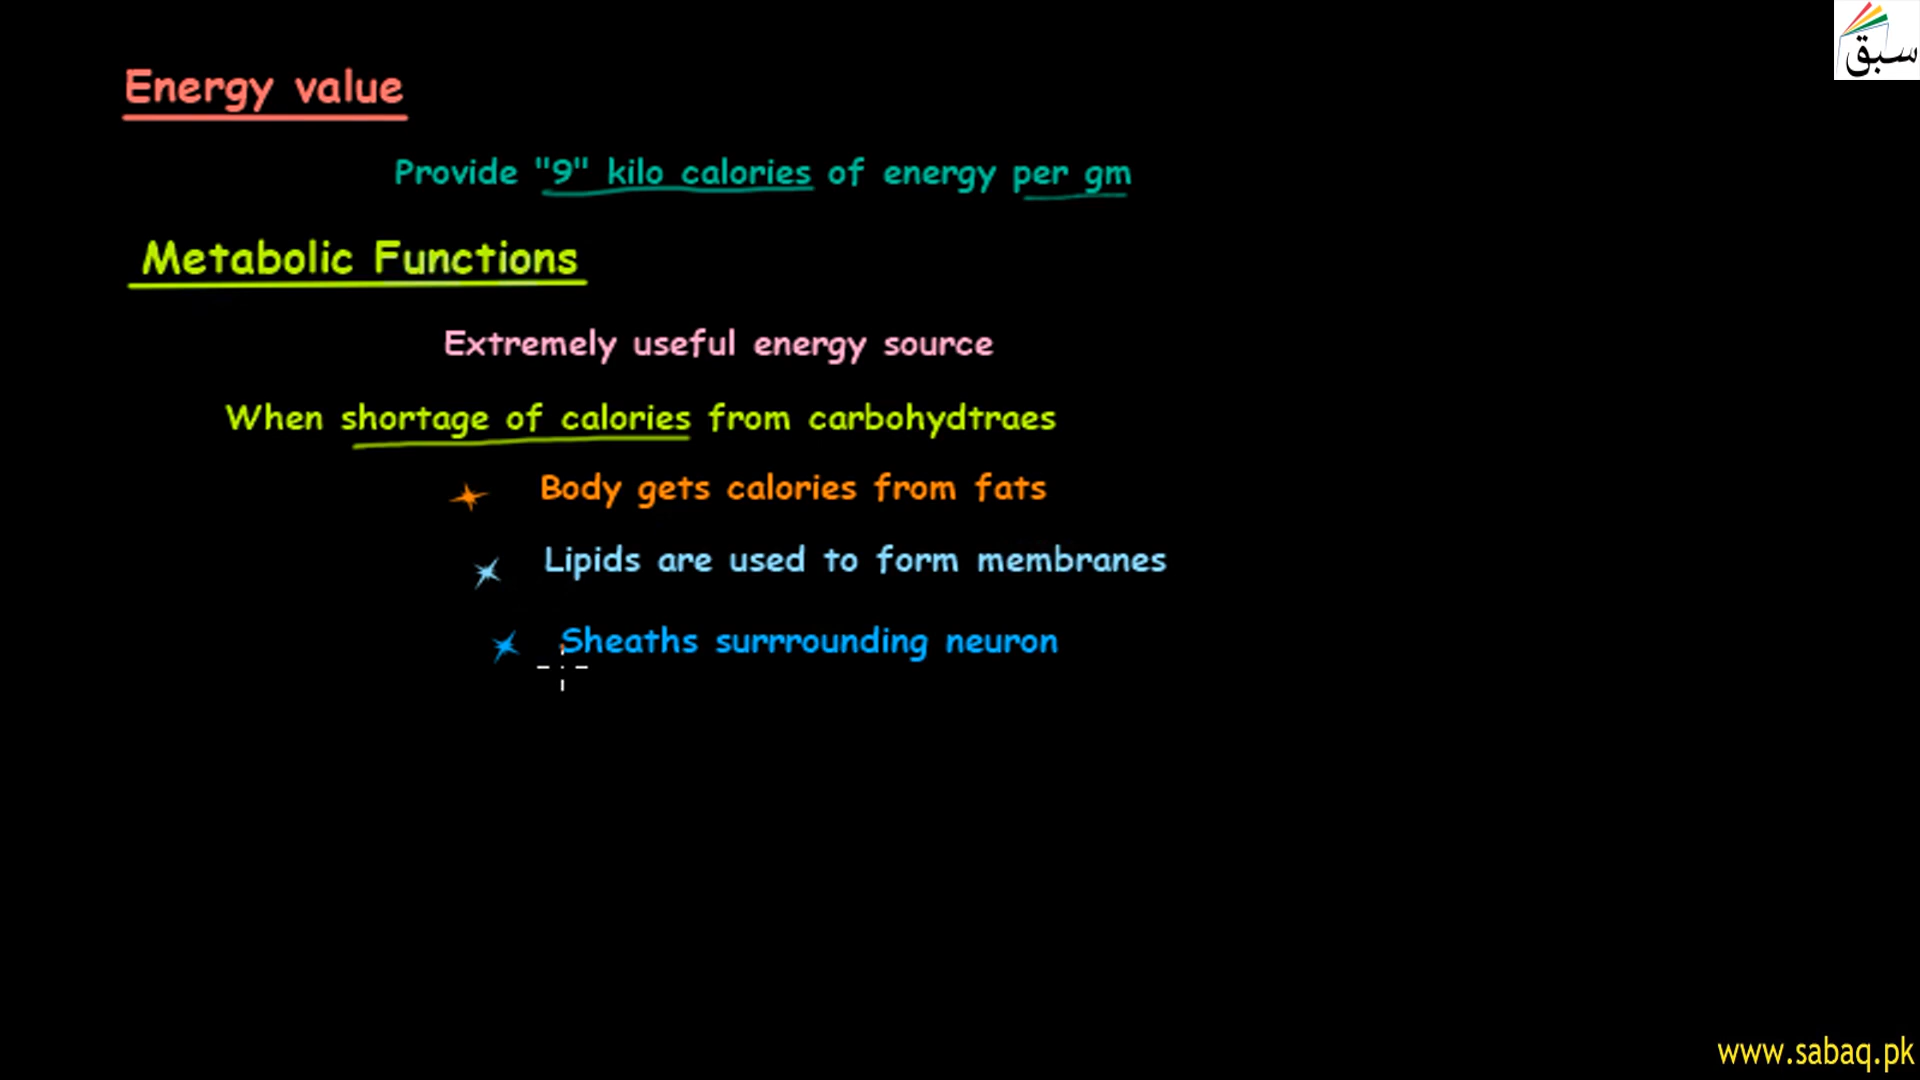 سبق
Energy value
Provide "9" kilo calories of energy per gm
Metabolic Functions
Extremely useful energy source
When shortage of calories from carbohydtraes
Body gets calories from fats
Lipids are used to form membranes
Sheaths surrrounding neuron
www.sabaq.pk